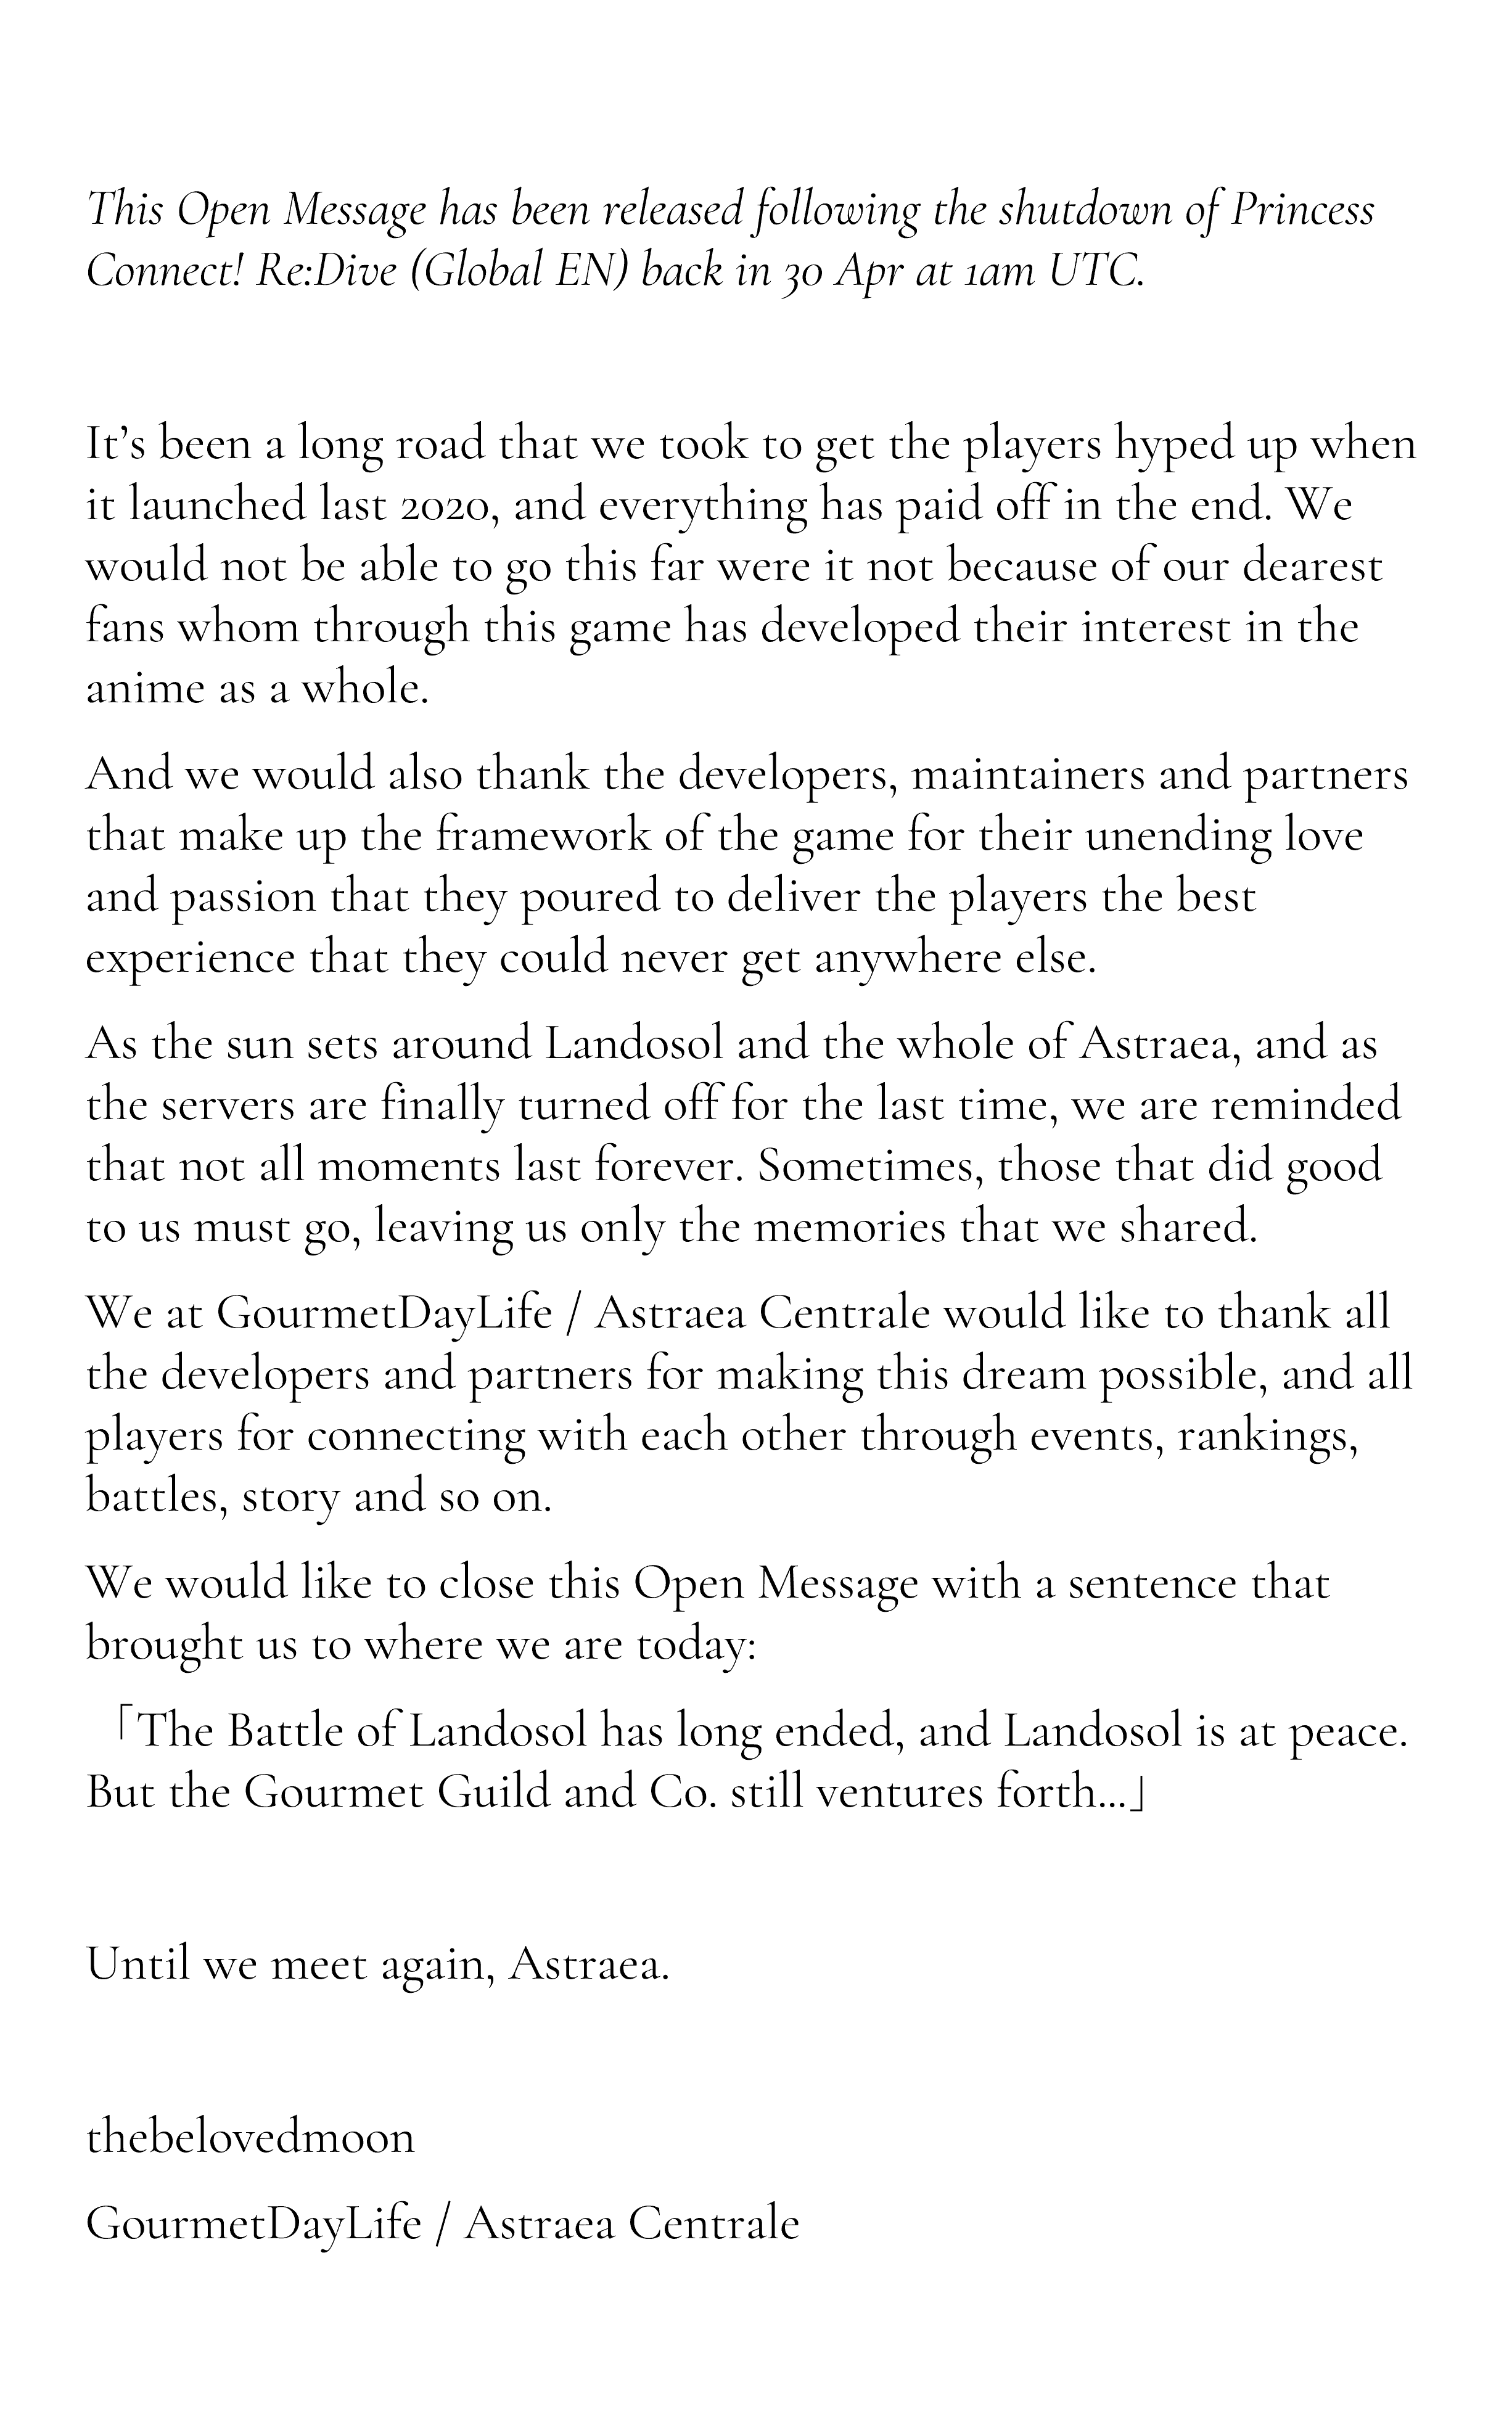 This Open Message has been released following the shutdown of Princess
Connect! Re:Dive (Global EN) back in 30 Apr at 1am UTC.
It’s been a long road that we took to get the players hyped up when
it launched last 2020, and everything has paid off in the end. We
would not be able to go this far were it not because of our dearest
fans whom through this game has developed their interest in the
anime as a whole.
And we would also thank the developers, maintainers and partners
that make up the framework of the game for their unending love
and passion that they poured to deliver the players the best
experience that they could never get anywhere else.
As the sun sets around Landosol and the whole of Astraea, and as
the servers are finally turned off for the last time, we are reminded
that not all moments last forever. Sometimes, those that did good
to us must go, leaving us only the memories that we shared.
We at GourmetDayLife / Astraea Centrale would like to thank all
the developers and partners for making this dream possible, and all
players for connecting with each other through events, rankings,
battles, story and so on.
We would like to close this Open Message with a sentence that
brought us to where we are today:
「The Battle of Landosol has long ended, and Landosol is at peace.
But the Gourmet Guild and Co. still ventures forth...」
Until we meet again, Astraea.
thebelovedmoon
GourmetDayLife / Astraea Centrale